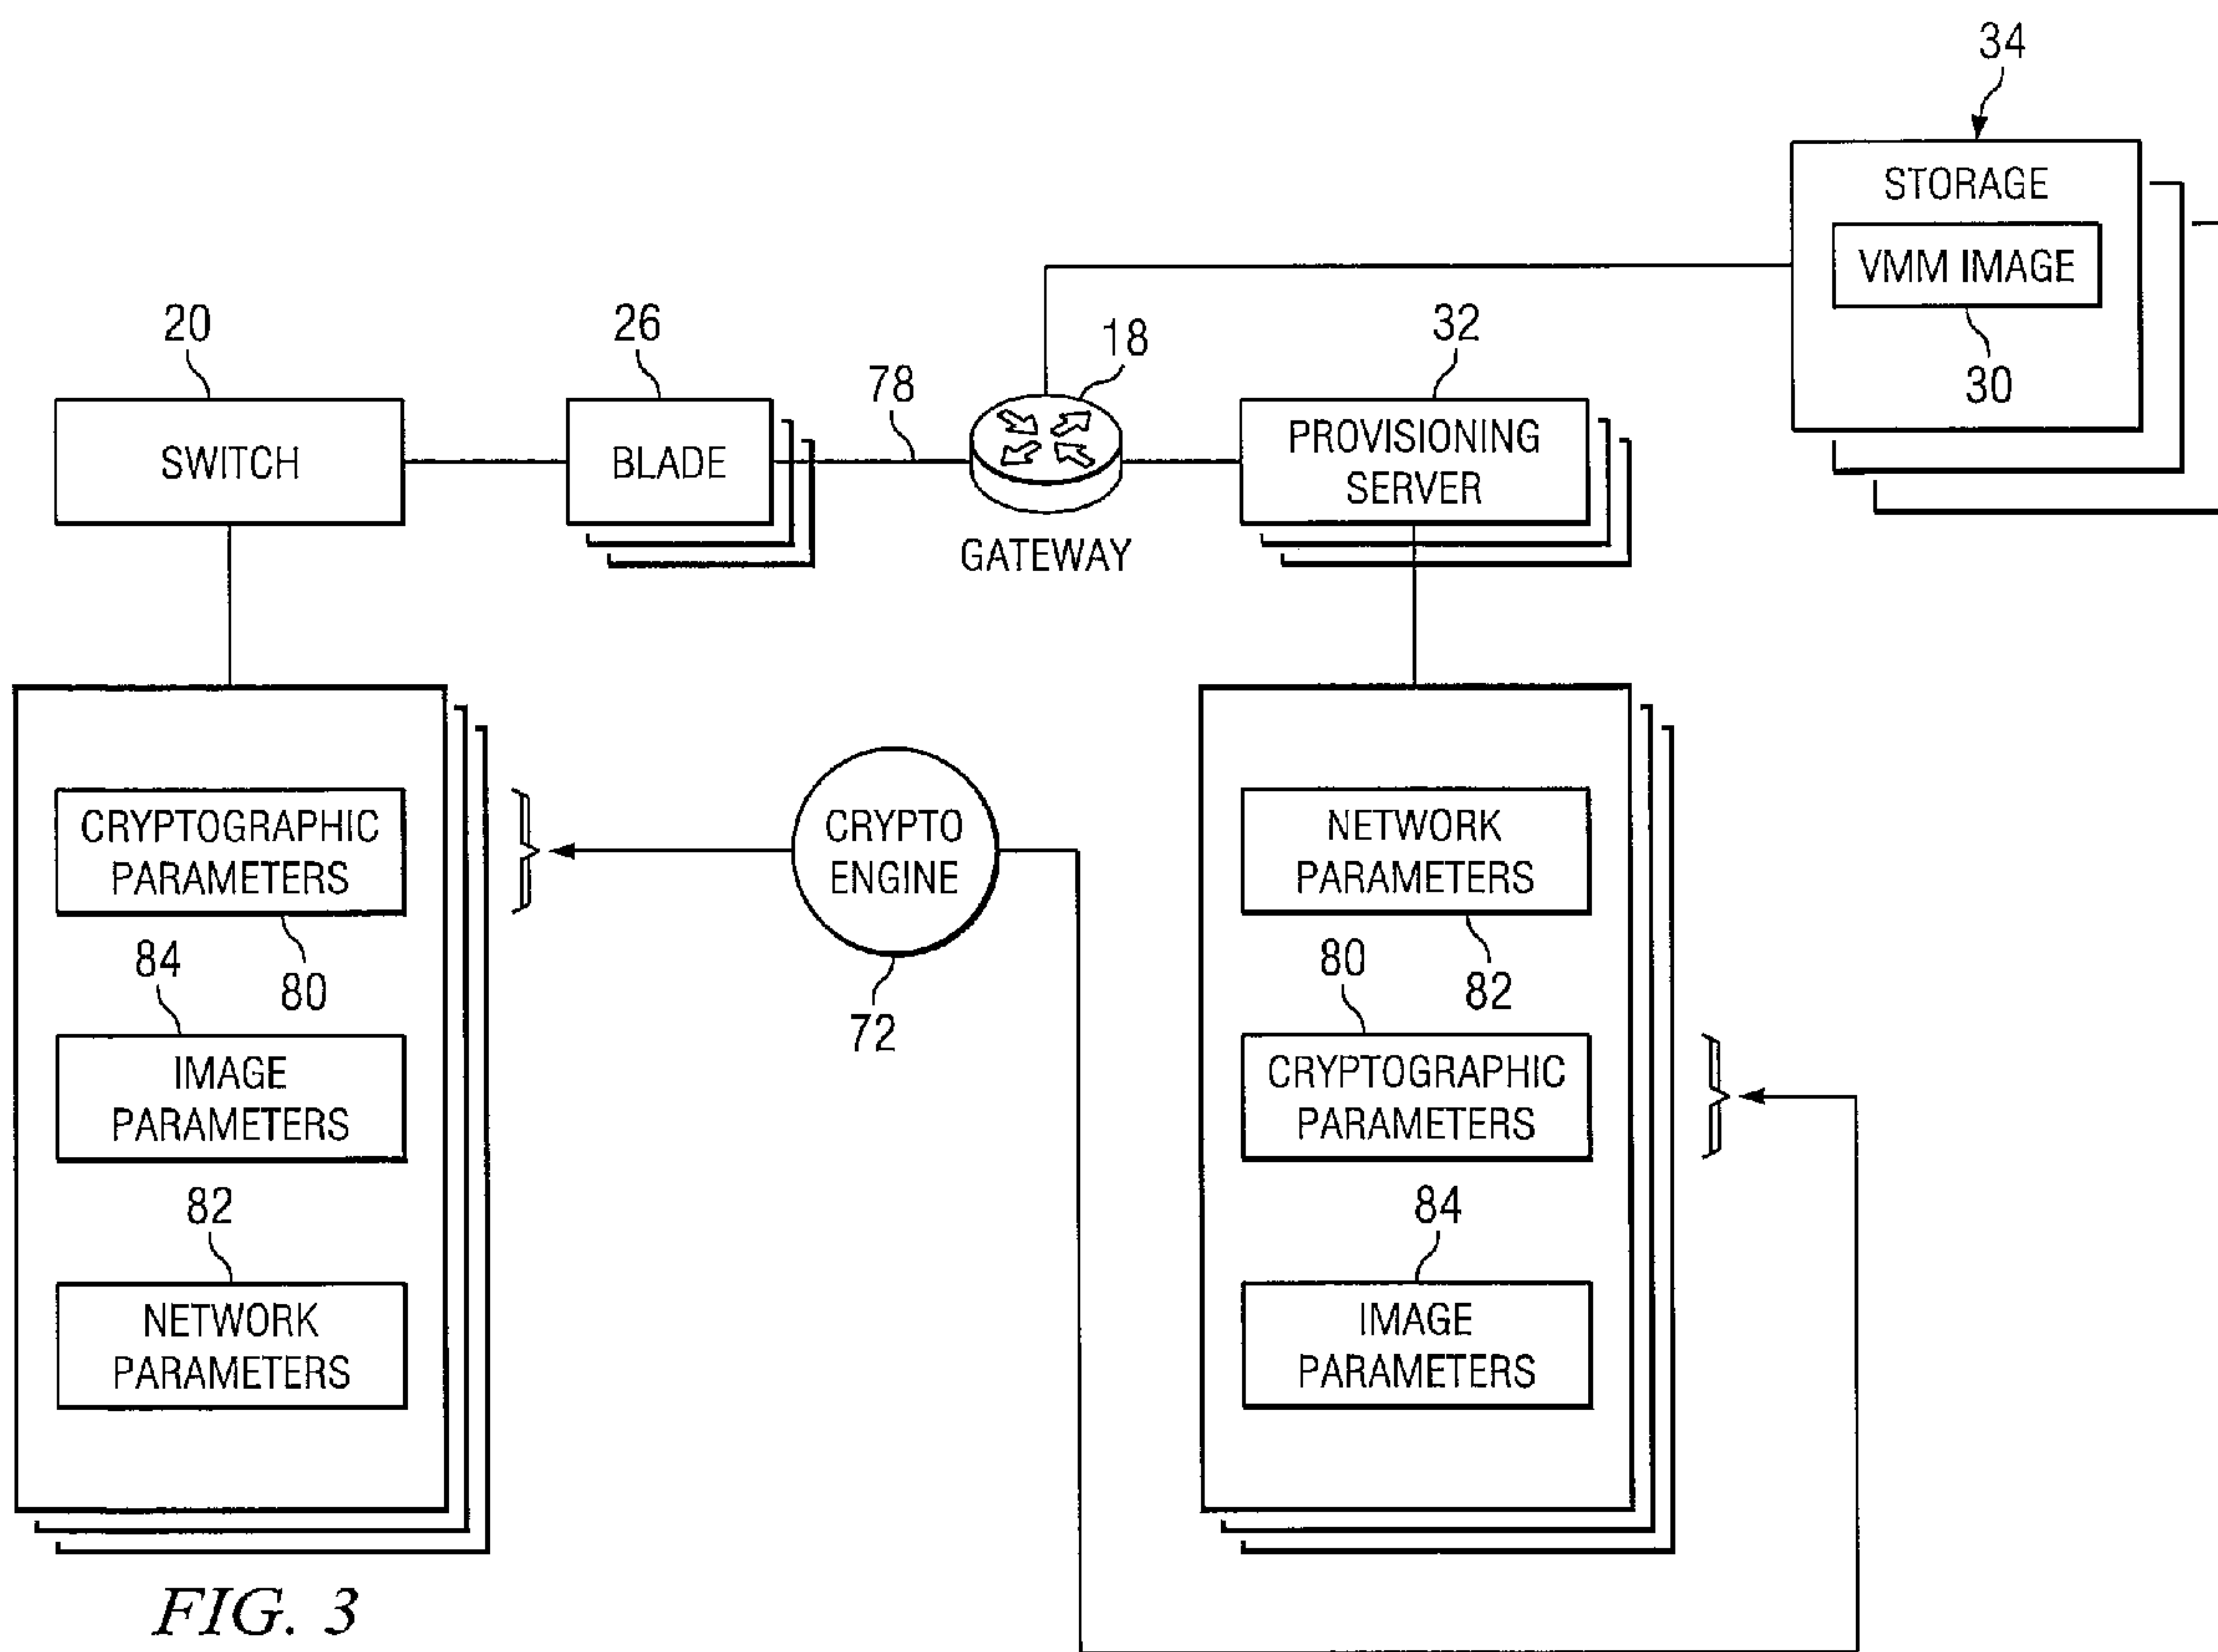 34
STORAGE
VMM IMAGE
30
20
SWITCH
26
BLADE
78
18
GATEWAY
32
PROVISIONING
SERVER
CRYPTOGRAPHIC
PARAMETERS
80
84
IMAGE
PARAMETERS
82
NETWORK
PARAMETERS
CRYPTO
ENGINE
72
NETWORK
PARAMETERS
82
80
CRYPTOGRAPHIC
PARAMETERS
84
IMAGE
PARAMETERS
FIG. 3